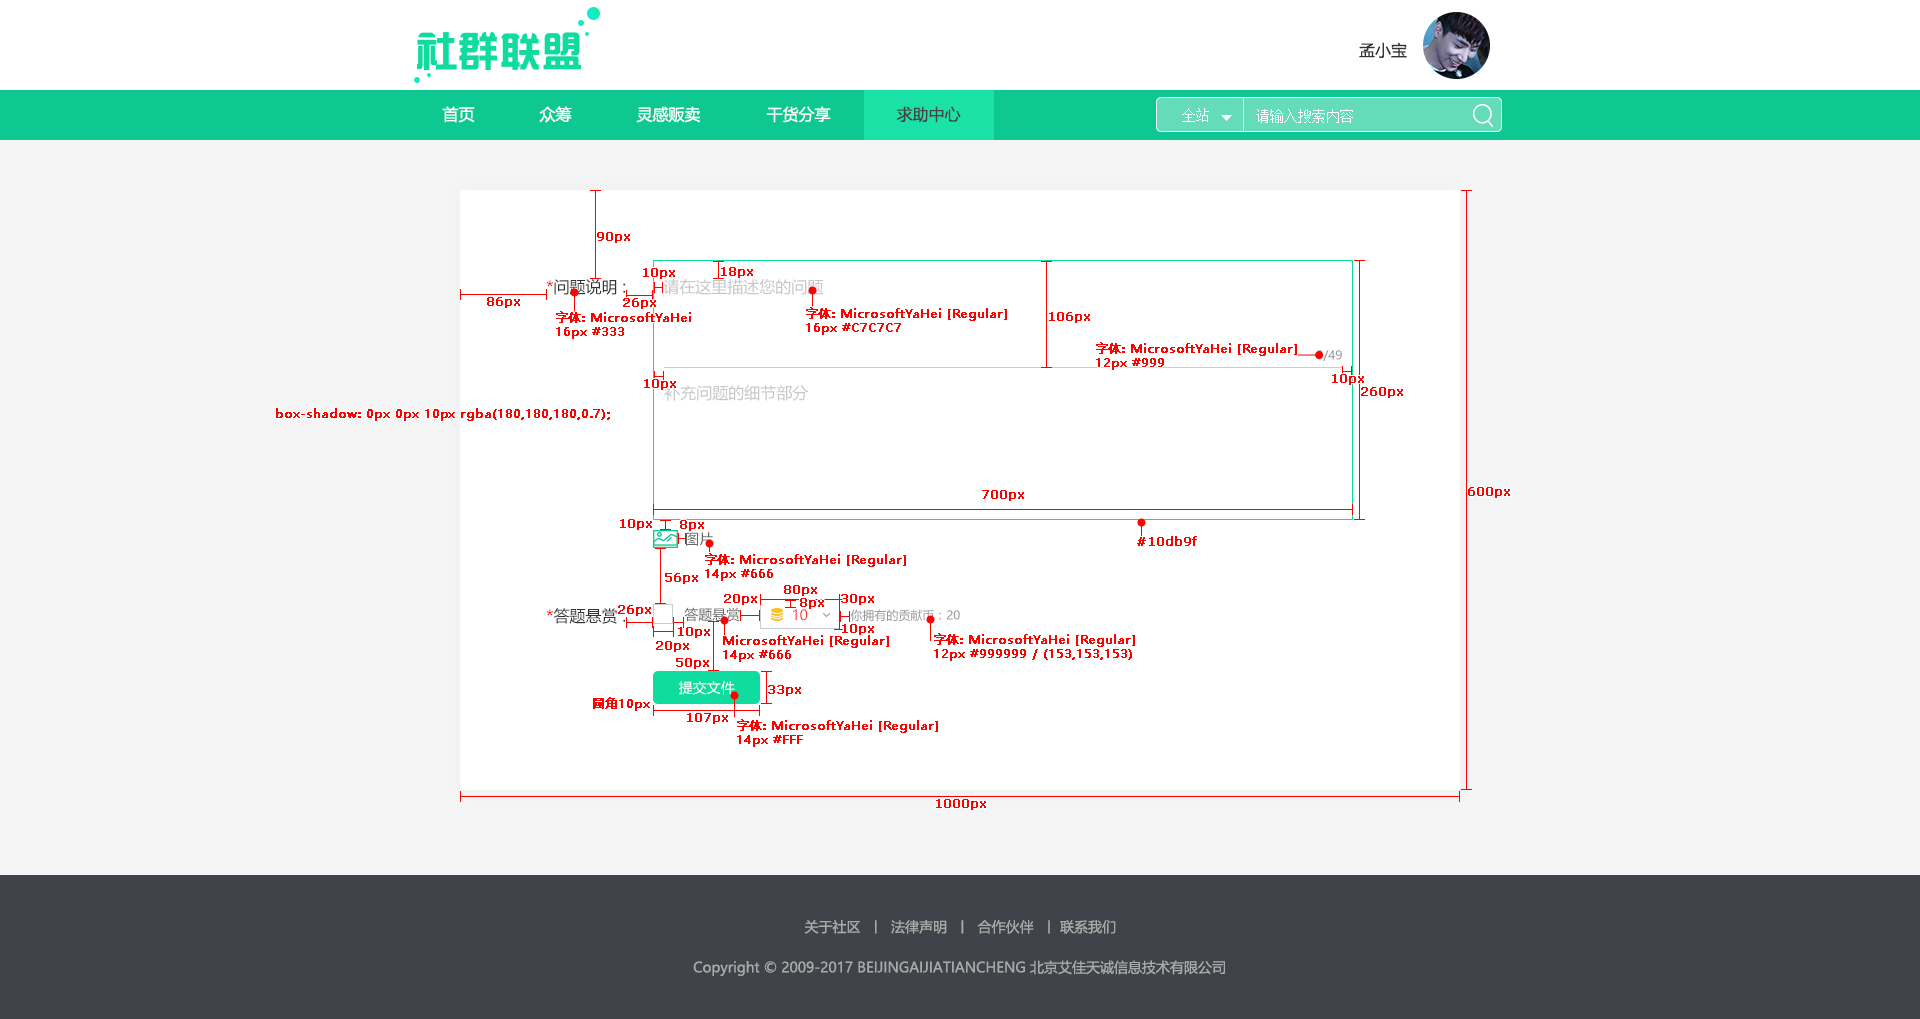 社群联盟
孟小宝
首页
众筹
灵感贩卖
干货分享
求助中心
全站
请输入搜索内容
90px
10px
18px
*问题说明：
请在这里描述您的问题
86px
26px
字体: MicrosoftYaHei
16px #333
字体: MicrosoftYaHei [Regular]
16px #C7C7C7
106px
字体: MicrosoftYaHei [Regular]
12px #999
/49
10px
10px
260px
补充问题的细节部分
box-shadow: 0px 0px 10px rgba(180,180,180,0.7);
700px
600px
10px
8px
图片
#10db9f
字体: MicrosoftYaHei [Regular]
14px #666
56px
80px
20px
8px
30px
*答题悬赏：
26px
答题悬赏
10
你拥有的贡献币：20
10px
10px
20px
MicrosoftYaHei [Regular]
14px #666
字体: MicrosoftYaHei [Regular]
12px #999999 / (153,153,153)
50px
提交文件
33px
圆角10px
107px
字体: MicrosoftYaHei [Regular]
14px #FFF
1000px
关于社区 | 法律声明 | 合作伙伴 | 联系我们
Copyright © 2009-2017 BEIJINGAIJIATIANCHENG 北京艾佳天诚信息技术有限公司